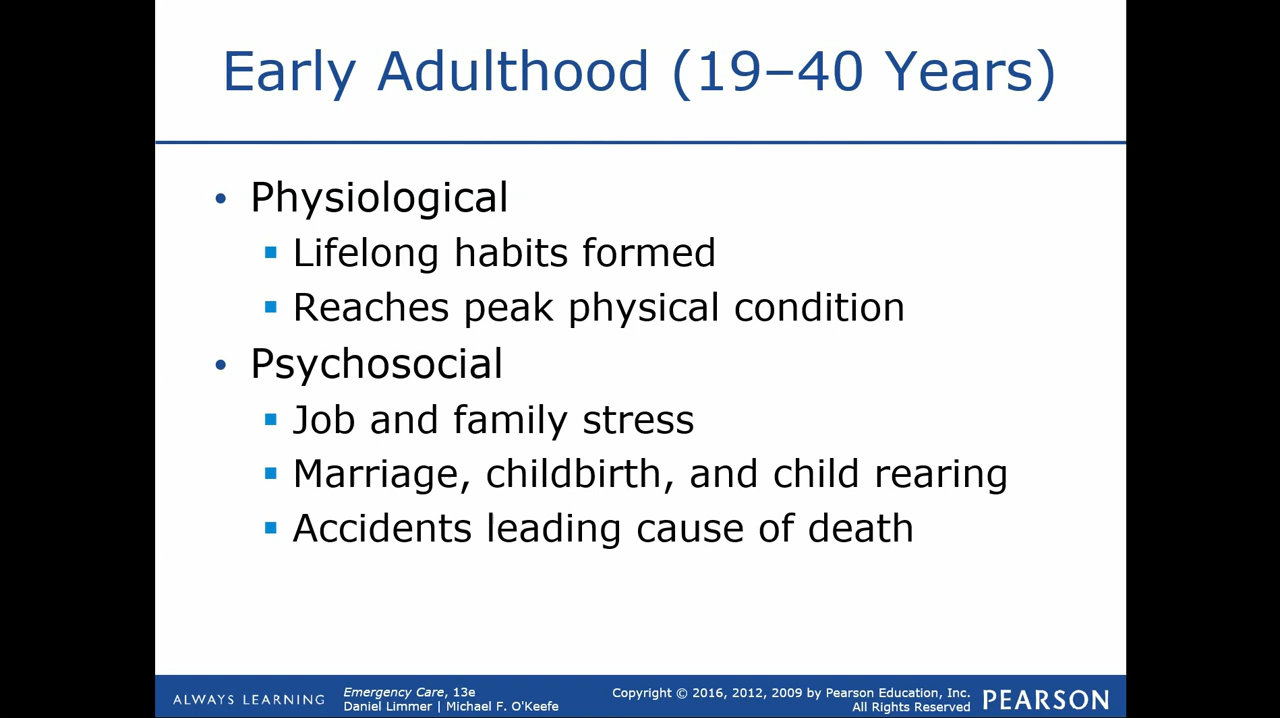 Early Adulthood (19–40 Years)
• Physiological
▪ Lifelong habits formed
▪ Reaches peak physical condition
• Psychosocial
▪ Job and family stress
▪ Marriage, childbirth, and child rearing
▪ Accidents leading cause of death
ALWAYS LEARNING
Emergency Care, 13e
Daniel Limmer | Michael F. O'Keefe
Copyright © 2016, 2012, 2009 by Pearson Education, Inc.
All Rights Reserved
PEARSON